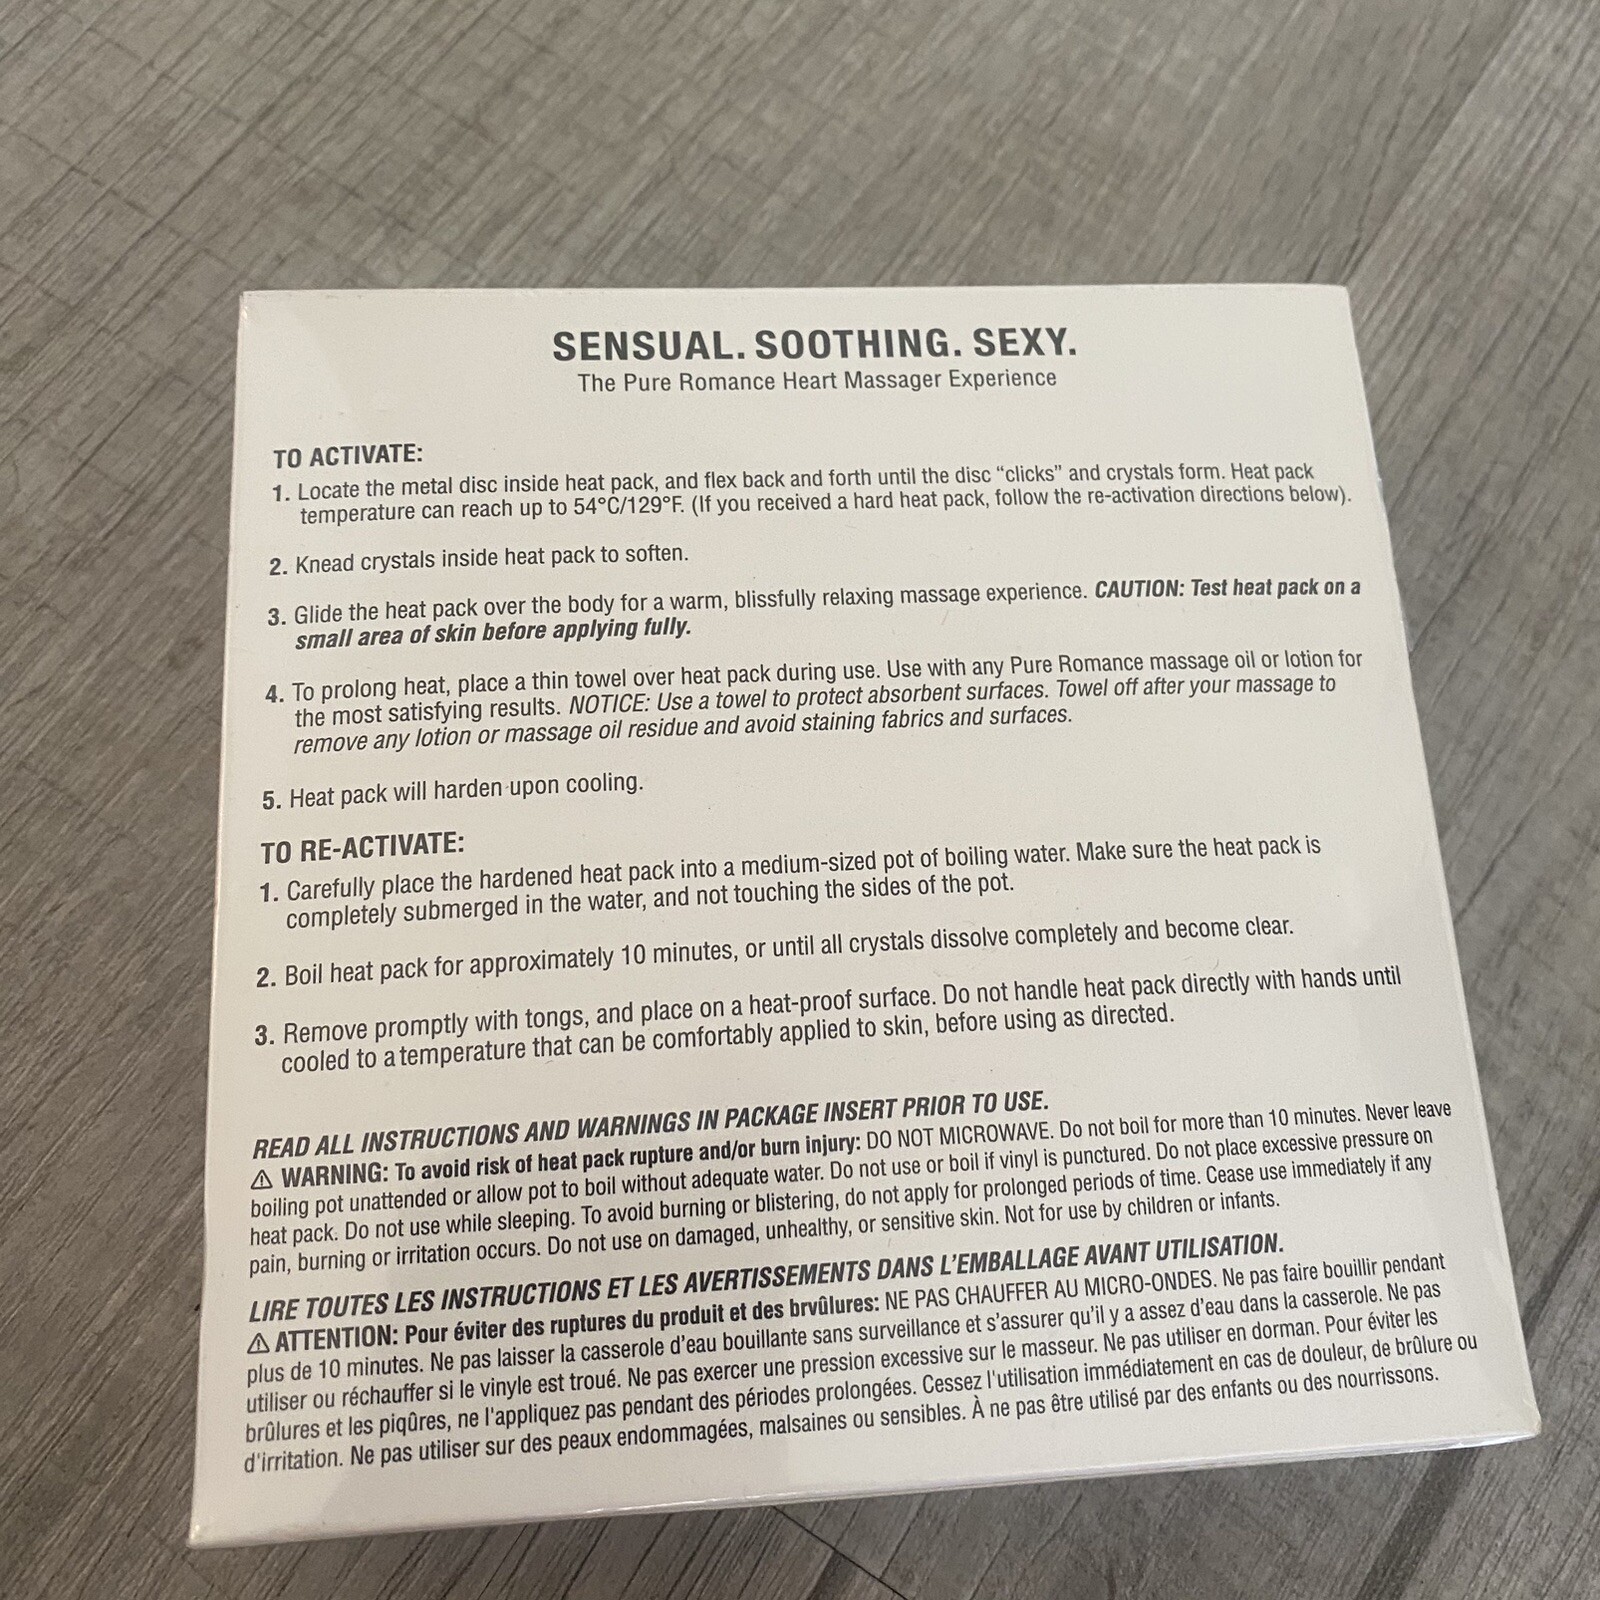 SENSUAL. SOOTHING. SEXY.
The Pure Romance Heart Massager Experience
TO ACTIVATE:
1. Locate the metal disc inside heat pack, and flex back and forth until the disc “clicks” and crystals form. Heat pack
temperature can reach up to 54°C/129°F. (If you received a hard heat pack, follow the re-activation directions below).
2. Knead crystals inside heat pack to soften.
3. Glide the heat pack over the body for a warm, blissfully relaxing massage experience. CAUTION: Test heat pack on a
small area of skin before applying fully.
4. To prolong heat, place a thin towel over heat pack during use. Use with any Pure Romance massage oil or lotion for
the most satisfying results. NOTICE: Use a towel to protect absorbent surfaces. Towel off after your massage to
remove any lotion or massage oil residue and avoid staining fabrics and surfaces.
5. Heat pack will harden upon cooling.
TO RE-ACTIVATE:
1. Carefully place the hardened heat pack into a medium-sized pot of boiling water. Make sure the heat pack is
completely submerged in the water, and not touching the sides of the pot.
2. Boil heat pack for approximately 10 minutes, or until all crystals dissolve completely and become clear.
3. Remove promptly with tongs, and place on a heat-proof surface. Do not handle heat pack directly with hands until
cooled to a temperature that can be comfortably applied to skin, before using as directed.
READ ALL INSTRUCTIONS AND WARNINGS IN PACKAGE INSERT PRIOR TO USE.
⚠ WARNING: To avoid risk of heat pack rupture and/or burn injury: DO NOT MICROWAVE. Do not boil for more than 10 minutes. Never leave
boiling pot unattended or allow pot to boil without adequate water. Do not use or boil if vinyl is punctured. Do not place excessive pressure on
heat pack. Do not use while sleeping. To avoid burning or blistering, do not apply for prolonged periods of time. Cease use immediately if any
pain, burning or irritation occurs. Do not use on damaged, unhealthy, or sensitive skin. Not for use by children or infants.
LIRE TOUTES LES INSTRUCTIONS ET LES AVERTISSEMENTS DANS L'EMBALLAGE AVANT UTILISATION.
⚠ ATTENTION: Pour éviter des ruptures du produit et des brvûlures: NE PAS CHAUFFER AU MICRO-ONDES. Ne pas faire bouillir pendant
plus de 10 minutes. Ne pas laisser la casserole d'eau bouillante sans surveillance et s'assurer qu'il y a assez d'eau dans la casserole. Ne pas
utiliser ou réchauffer si le vinyle est troué. Ne pas exercer une pression excessive sur le masseur. Ne pas utiliser en dorman. Pour éviter les
brûlures et les piqûres, ne l'appliquez pas pendant des périodes prolongées. Cessez l'utilisation immédiatement en cas de douleur, de brûlure ou
d'irritation. Ne pas utiliser sur des peaux endommagées, malsaines ou sensibles. À ne pas être utilisé par des enfants ou des nourrissons.